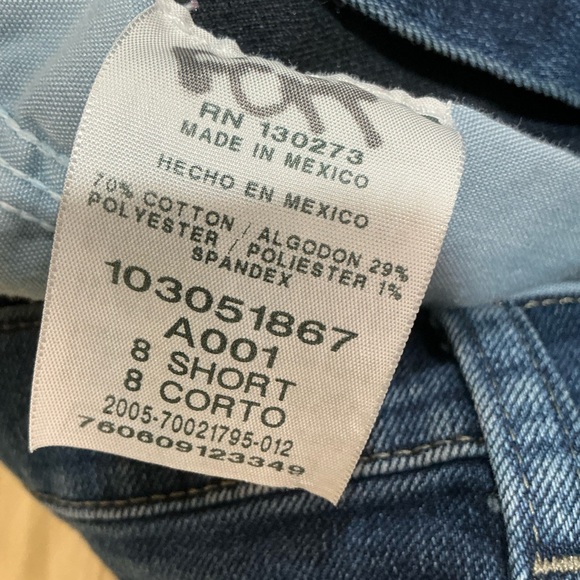 RN 130273
MADE IN MEXICO
HECHO EN MEXICO
70% COTTON / ALGODON 29%
POLYESTER / POLIESTER 1%
SPANDEX
103051867
A001
8 SHORT
8 CORTO
2005-70021795-012
760609123349